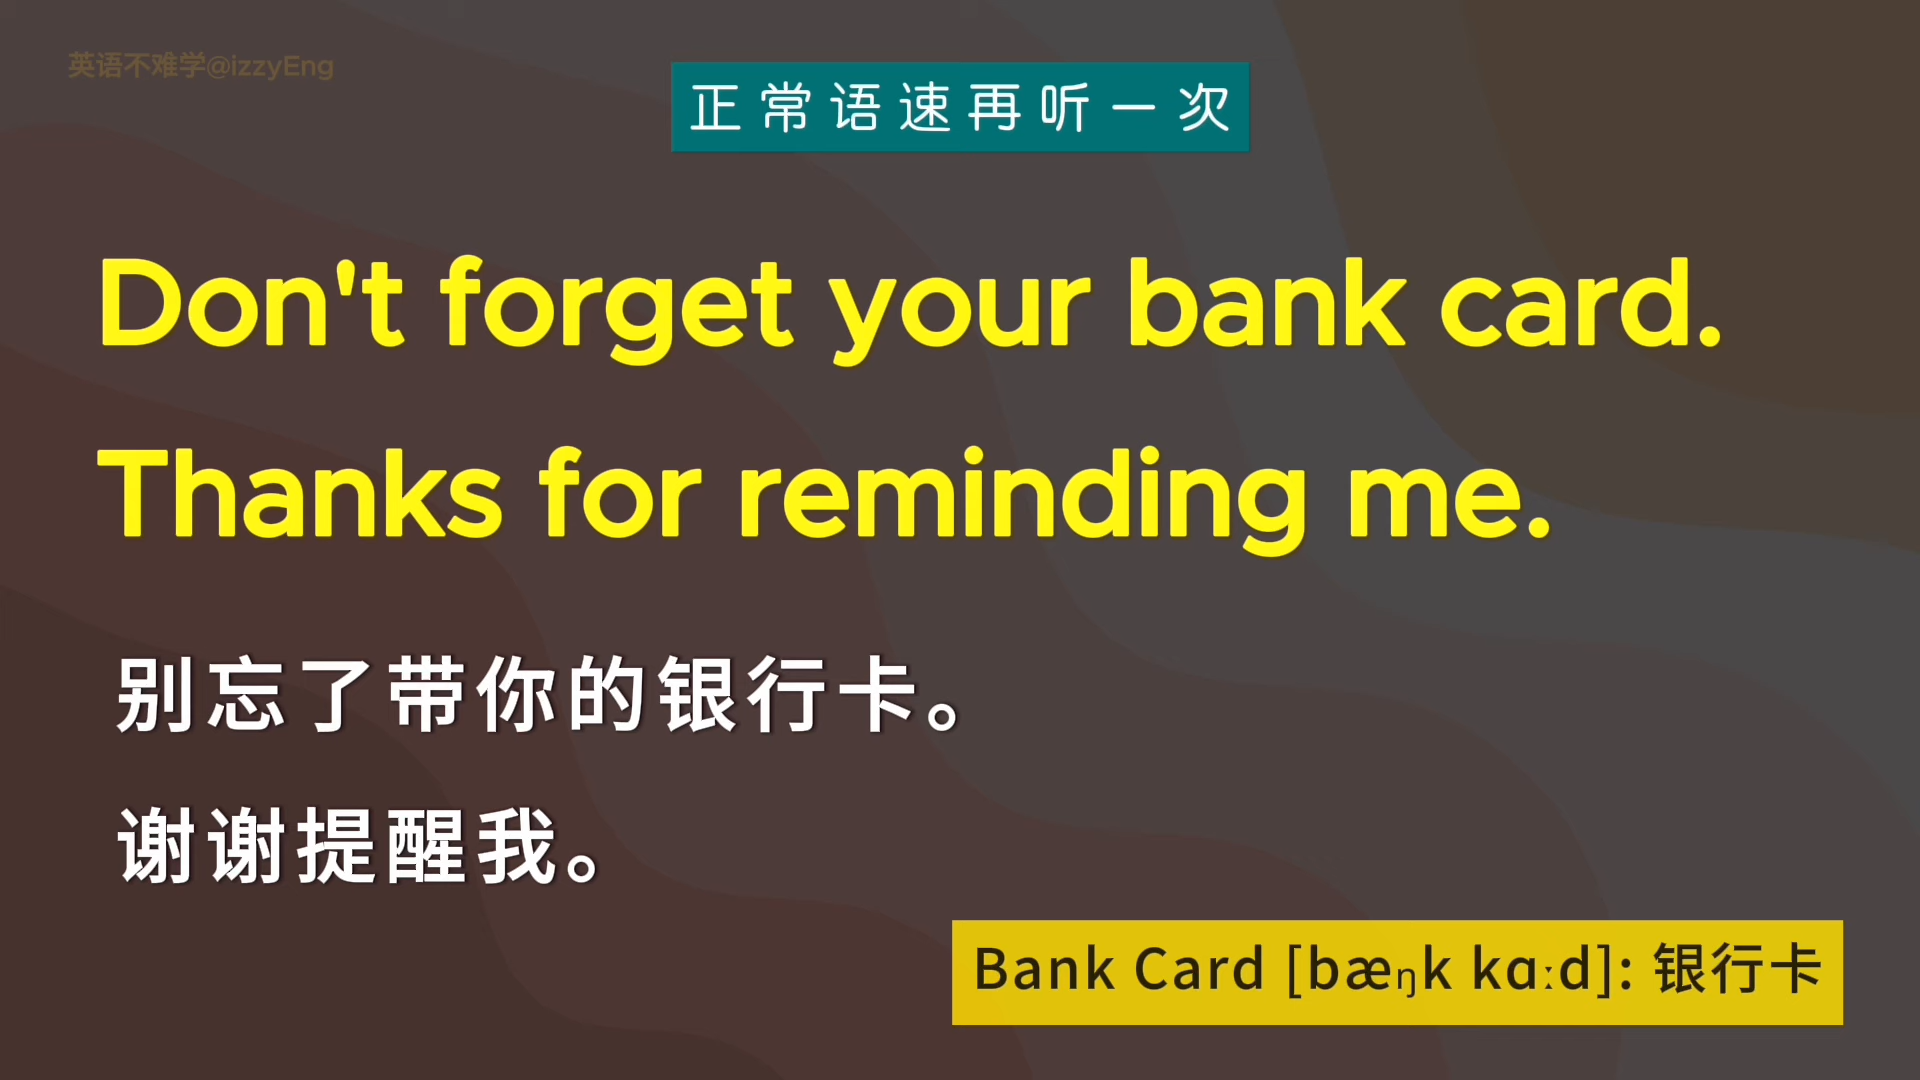 英语不难学@izzyEng
正常语速再听一次
Don't forget your bank card.
Thanks for reminding me.
别忘了带你的银行卡。
谢谢提醒我。
Bank Card [bæŋk kɑːd]: 银行卡